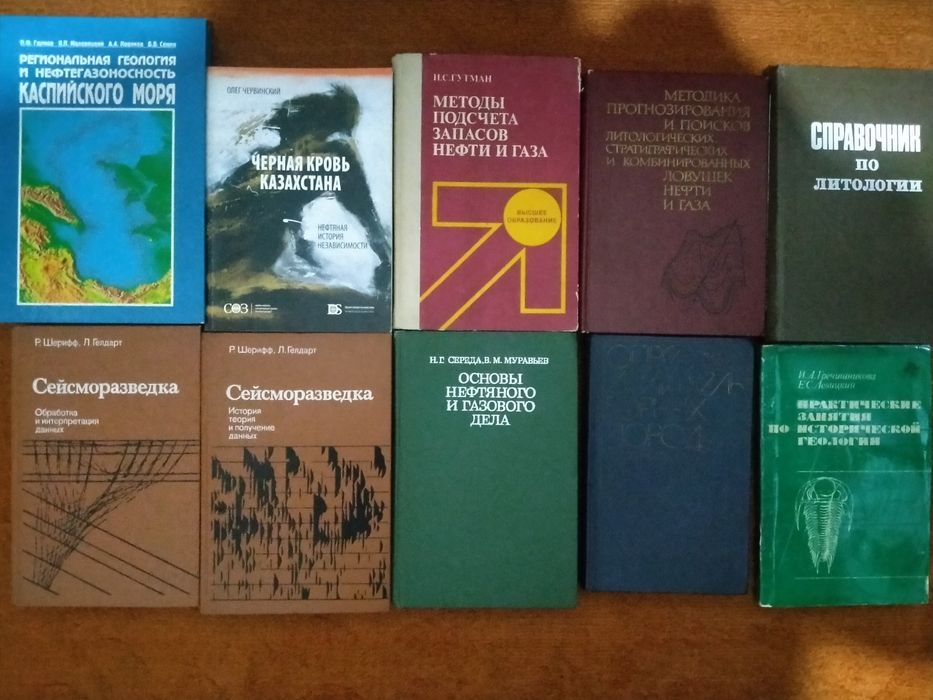 РЕГИОНАЛЬНАЯ ГЕОЛОГИЯ
И НЕФТЕГАЗОНОСНОСТЬ
КАСПИЙСКОГО МОРЯ
ОЛЕГ ЧЕРВИНСКИЙ
ЧЕРНАЯ КРОВЬ
КАЗАХСТАНА
НЕФТЯНАЯ
ИСТОРИЯ
НЕЗАВИСИМОСТИ
СОЗ
И.С.ГУТМАН
МЕТОДЫ
ПОДСЧЕТА
ЗАПАСОВ
НЕФТИ И ГАЗА
ВЫСШЕЕ
ОБРАЗОВАНИЕ
МЕТОДИКА
ПРОГНОЗИРОВАНИЯ
И ПОИСКОВ
ЛИТОЛОГИЧЕСКИХ
СТРАТИГРАФИЧЕСКИХ
И КОМБИНИРОВАННЫХ
ЛОВУШЕК
НЕФТИ
И ГАЗА
СПРАВОЧНИК
ПО
ЛИТОЛОГИИ
Р. Шерифф, Л. Гелдарт
Сейсморазведка
Обработка
и интерпретация
данных
Р. Шерифф, Л. Гелдарт
Сейсморазведка
История
теория
и получение
данных
Н.Г. СЕРЕДА, В. М. МУРАВЬЕВ
ОСНОВЫ
НЕФТЯНОГО
И ГАЗОВОГО
ДЕЛА
И.А.Гречишникова
Е.С.Левицкий
ПРАКТИЧЕСКИЕ
ЗАНЯТИЯ
ПО ИСТОРИЧЕСКОЙ
ГЕОЛОГИИ